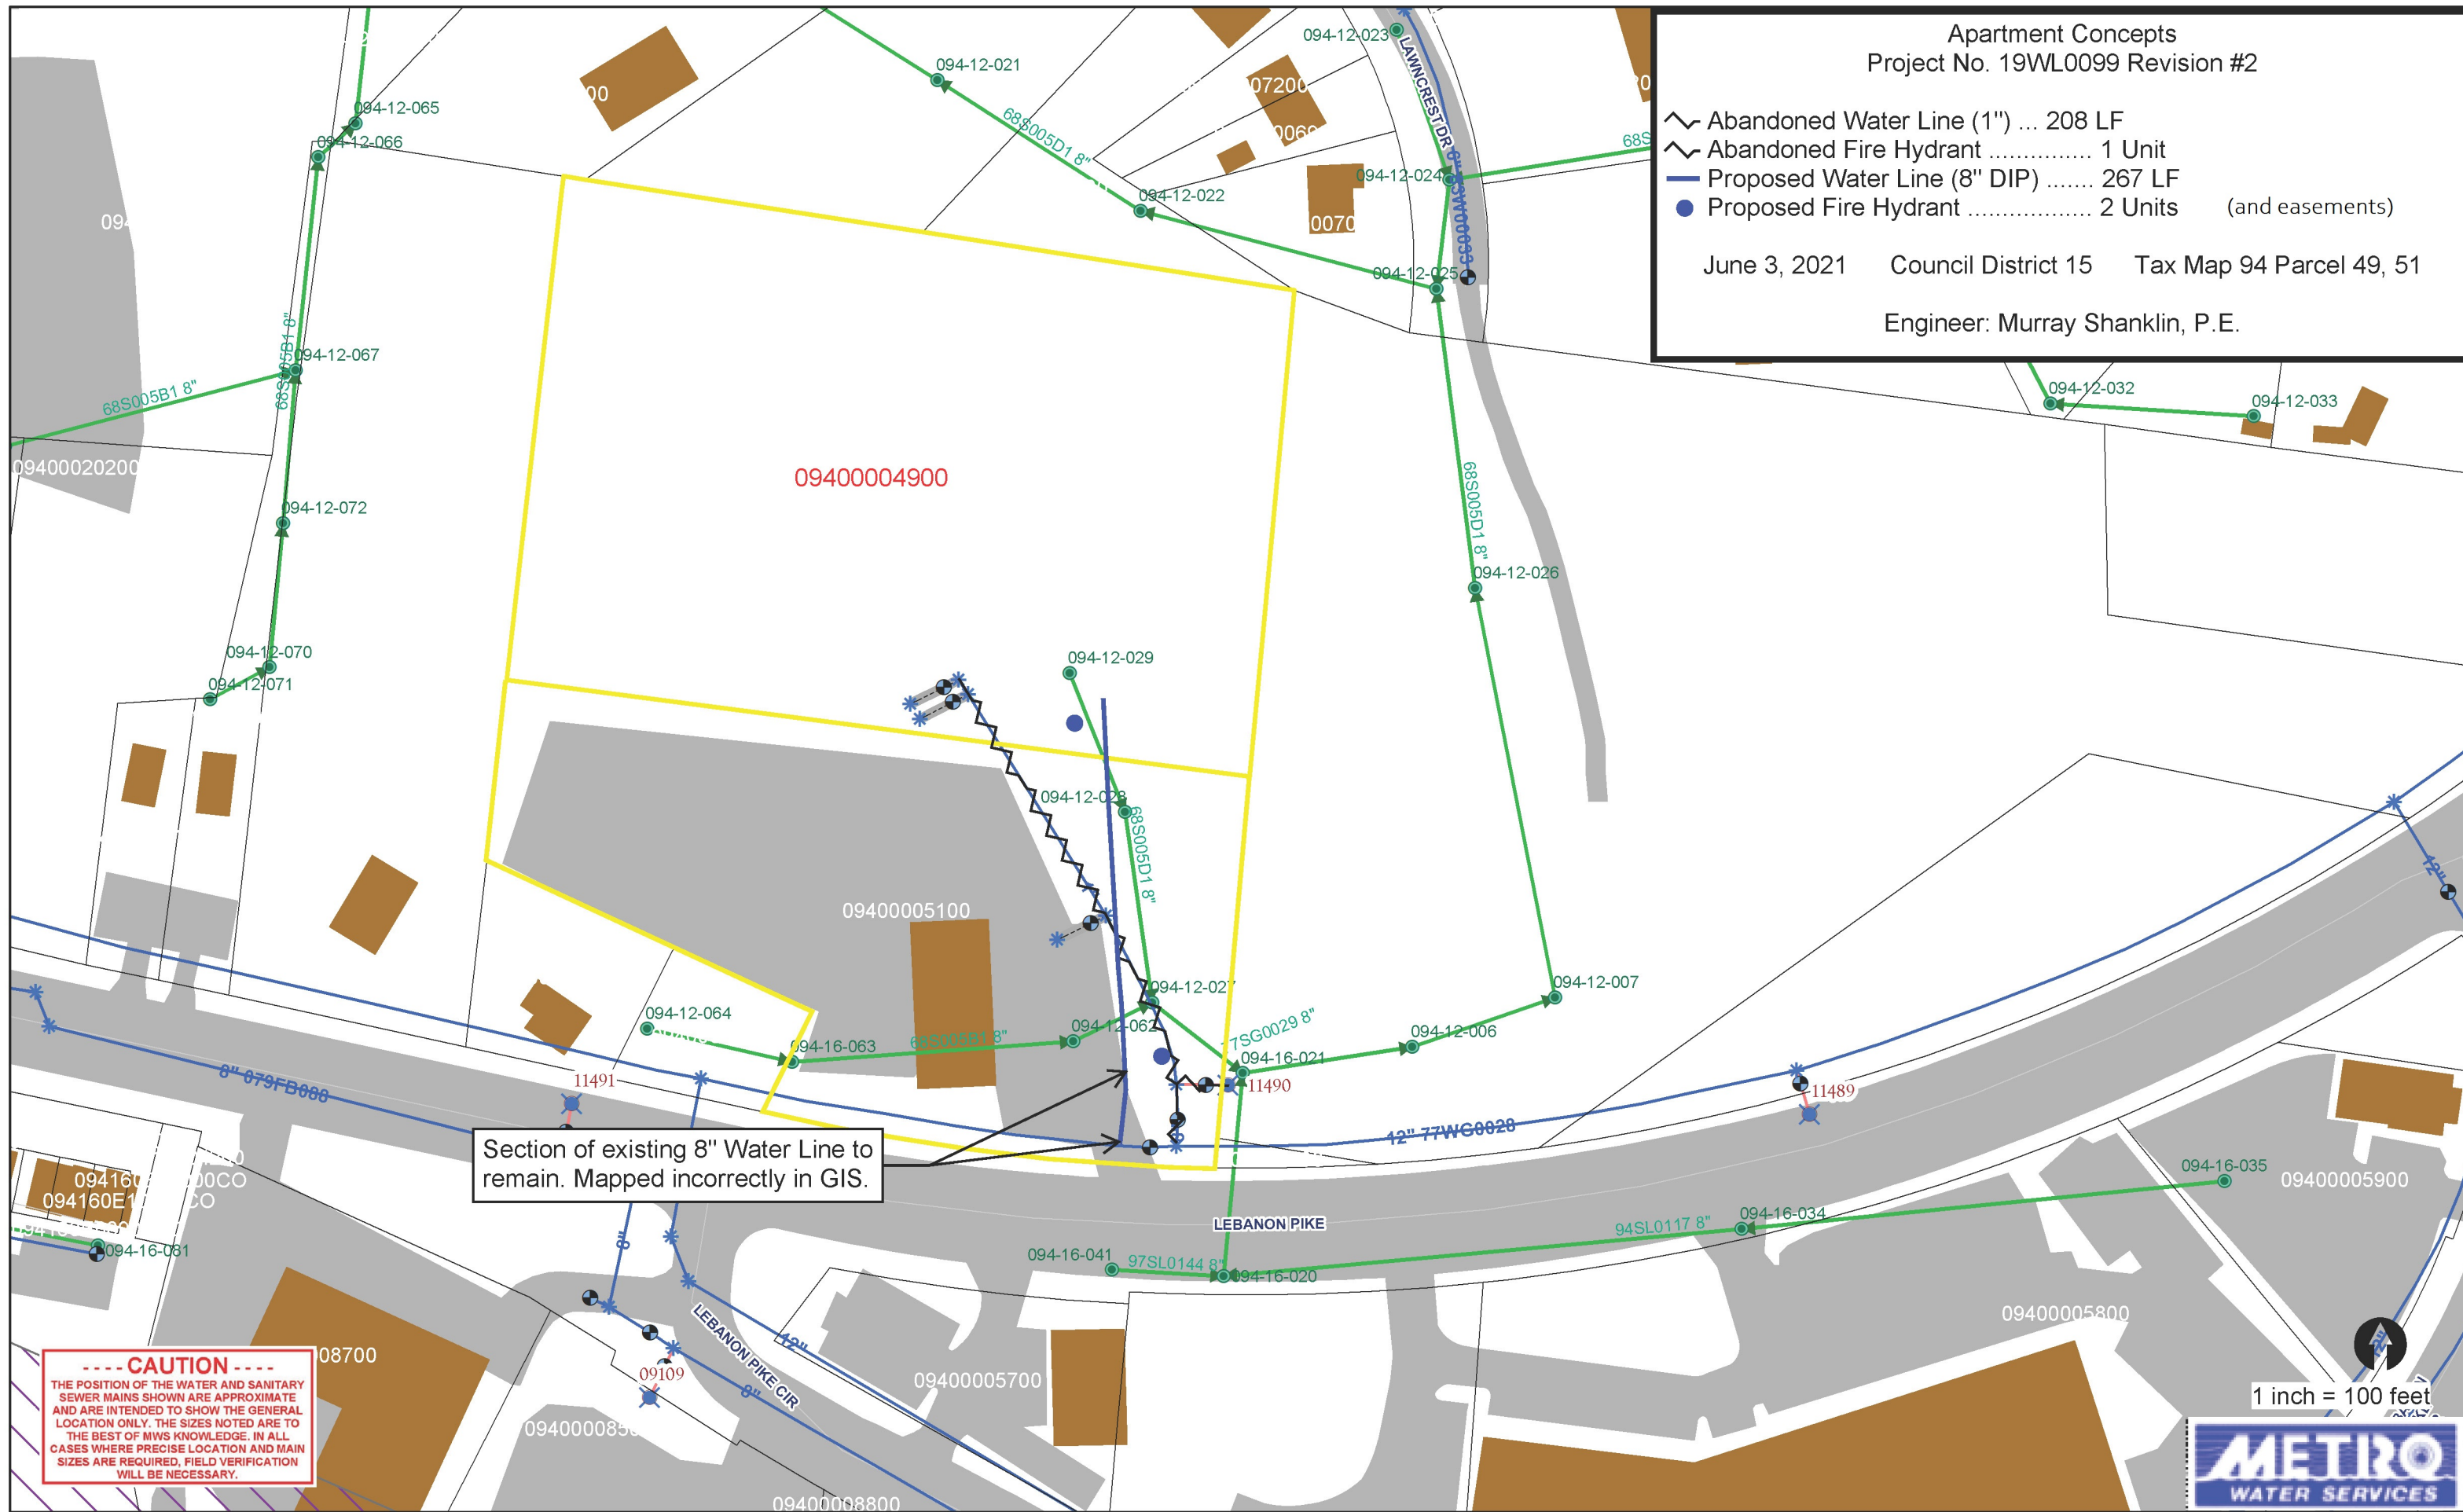 Apartment Concepts
Project No. 19WL0099 Revision #2
Abandoned Water Line (1") ... 208 LF
Abandoned Fire Hydrant ............... 1 Unit
Proposed Water Line (8" DIP) ....... 267 LF
Proposed Fire Hydrant .................. 2 Units (and easements)
June 3, 2021 Council District 15 Tax Map 94 Parcel 49, 51
Engineer: Murray Shanklin, P.E.
094-12-023
LAWNCREST DR
094-12-021
07200
094-12-065
68S005D1 8"
094-12-066
094-12-024
094-12-022
0070
094-12-025
68S005B1 8"
094-12-067
68S005B1 8"
094-12-032
094-12-033
09400020200
09400004900
094-12-072
68S005D1 8"
094-12-026
094-12-070
094-12-071
094-12-029
094-12-028
68S005D1 8"
09400005100
12"
094-12-027
094-12-007
094-12-064
094-12-062
77SG0029 8"
094-12-006
68S005B1 8"
094-16-063
094-16-021
11490
11491
11489
8" 079FB088
12" 77WG0028
Section of existing 8" Water Line to
remain. Mapped incorrectly in GIS.
094-16-035
09400005900
094-16-034
94SL0117 8"
LEBANON PIKE
094-16-081
8"
094-16-041
97SL0144 8"
094-16-020
09400005800
LEBANON PIKE CIR
12"
12"
08700
09109
8"
09400005700
09400008800
---- CAUTION ----
THE POSITION OF THE WATER AND SANITARY
SEWER MAINS SHOWN ARE APPROXIMATE
AND ARE INTENDED TO SHOW THE GENERAL
LOCATION ONLY. THE SIZES NOTED ARE TO
THE BEST OF MWS KNOWLEDGE. IN ALL
CASES WHERE PRECISE LOCATION AND MAIN
SIZES ARE REQUIRED, FIELD VERIFICATION
WILL BE NECESSARY.
1 inch = 100 feet
METRO
WATER SERVICES